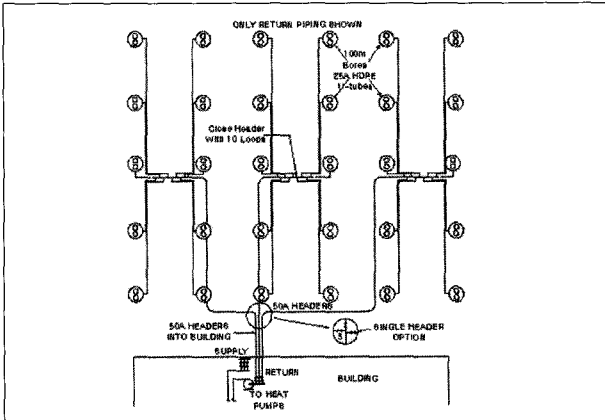 ONLY RETURN PIPING SHOWN
100m
Bores
25A HDPE
U-tubes
Close Header
With 10 Loops
50A HEADERS
50A HEADERS
INTO BUILDING
SINGLE HEADER
OPTION
SUPPLY
RETURN
BUILDING
TO HEAT
PUMPS